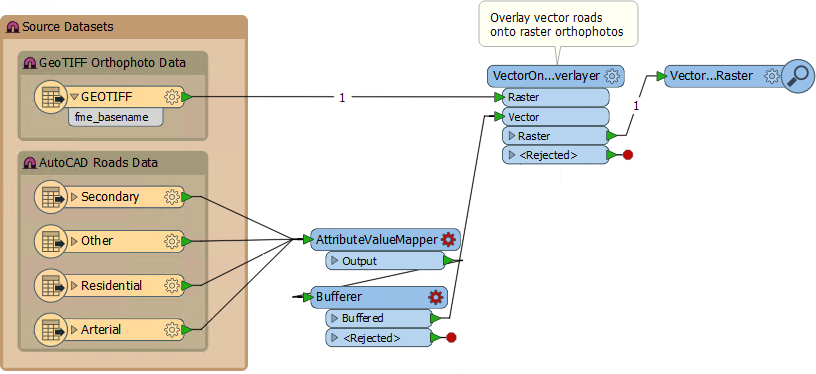 Source Datasets
GeoTIFF Orthophoto Data
GEOTIFF
fme_basename
AutoCAD Roads Data
Secondary
Other
Residential
Arterial
1
AttributeValueMapper
Output
Bufferer
Buffered
<Rejected>
Overlay vector roads
onto raster orthophotos
VectorOn...verlayer
Raster
Vector
Raster
<Rejected>
1
Vector...Raster